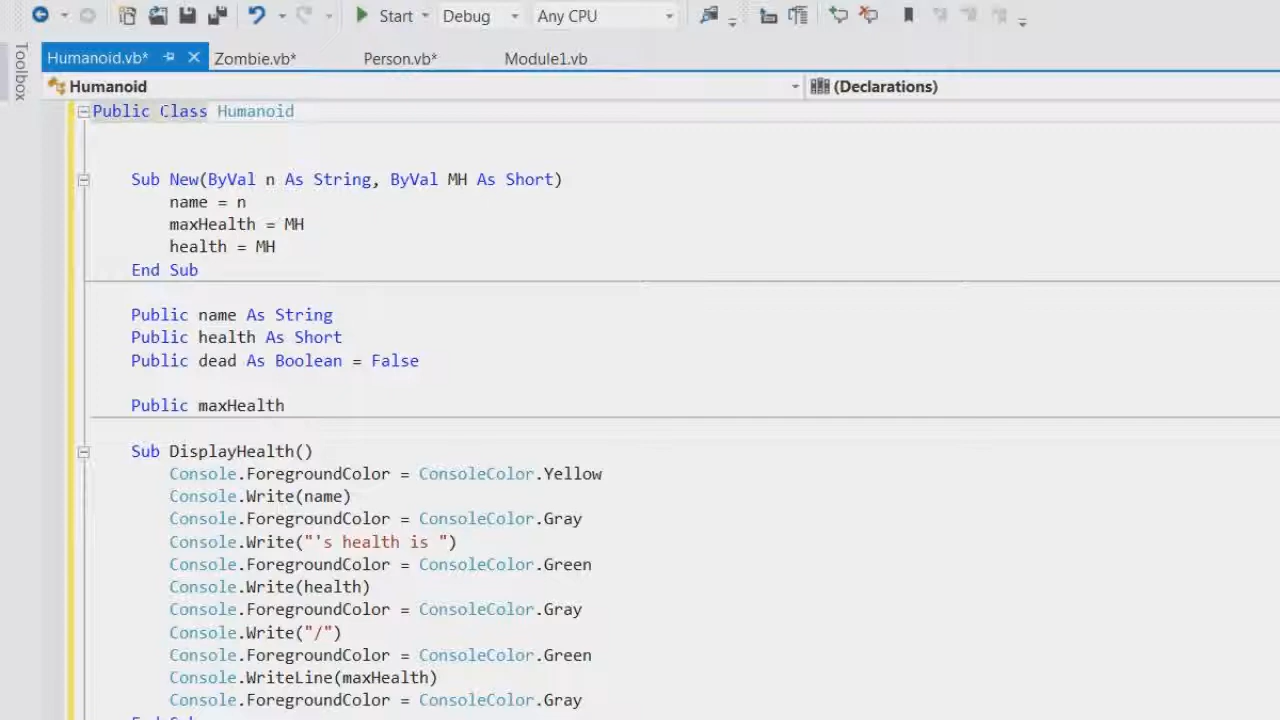 Start Debug Any CPU
Toolbox
Humanoid.vb* Zombie.vb* Person.vb* Module1.vb
Humanoid (Declarations)
Public Class Humanoid
Sub New(ByVal n As String, ByVal MH As Short)
name = n
maxHealth = MH
health = MH
End Sub
Public name As String
Public health As Short
Public dead As Boolean = False
Public maxHealth
Sub DisplayHealth()
Console.ForegroundColor = ConsoleColor.Yellow
Console.Write(name)
Console.ForegroundColor = ConsoleColor.Gray
Console.Write("'s health is ")
Console.ForegroundColor = ConsoleColor.Green
Console.Write(health)
Console.ForegroundColor = ConsoleColor.Gray
Console.Write("/")
Console.ForegroundColor = ConsoleColor.Green
Console.WriteLine(maxHealth)
Console.ForegroundColor = ConsoleColor.Gray